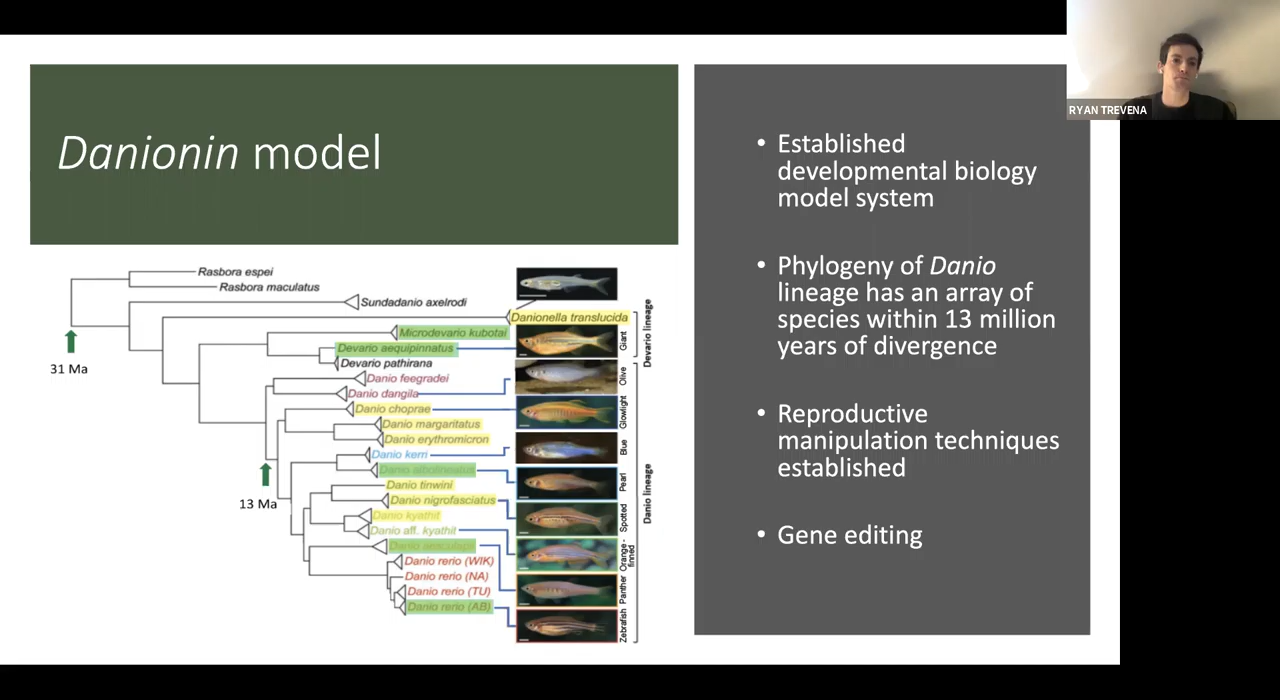 RYAN TREVENA
Danionin model
• Established
developmental biology
model system
• Phylogeny of Danio
lineage has an array of
species within 13 million
years of divergence
• Reproductive
manipulation techniques
established
• Gene editing
Rasbora espei
Rasbora maculatus
Sundadanio axelrodi
Danionella translucida
Microdevario kubotai
Devario aequipinnatus
Devario pathirana
Danio feegradei
Danio dangila
Danio choprae
Danio margaritatus
Danio erythromicron
Danio kerri
Danio albolineatus
Danio tinwini
Danio nigrofasciatus
Danio kyathit
Danio aff. kyathit
Danio
Danio rerio (WIK)
Danio rerio (NA)
Danio rerio (TU)
Danio rerio (AB)
31 Ma
13 Ma
Giant
Olive
Glowlight
Blue
Pearl
Spotted
Orange-
finned
Panther
Zebrafish
Devario lineage
Danio lineage